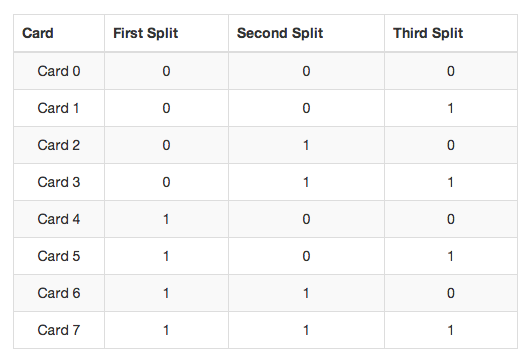 Card First Split Second Split Third Split
Card 0 0 0 0
Card 1 0 0 1
Card 2 0 1 0
Card 3 0 1 1
Card 4 1 0 0
Card 5 1 0 1
Card 6 1 1 0
Card 7 1 1 1